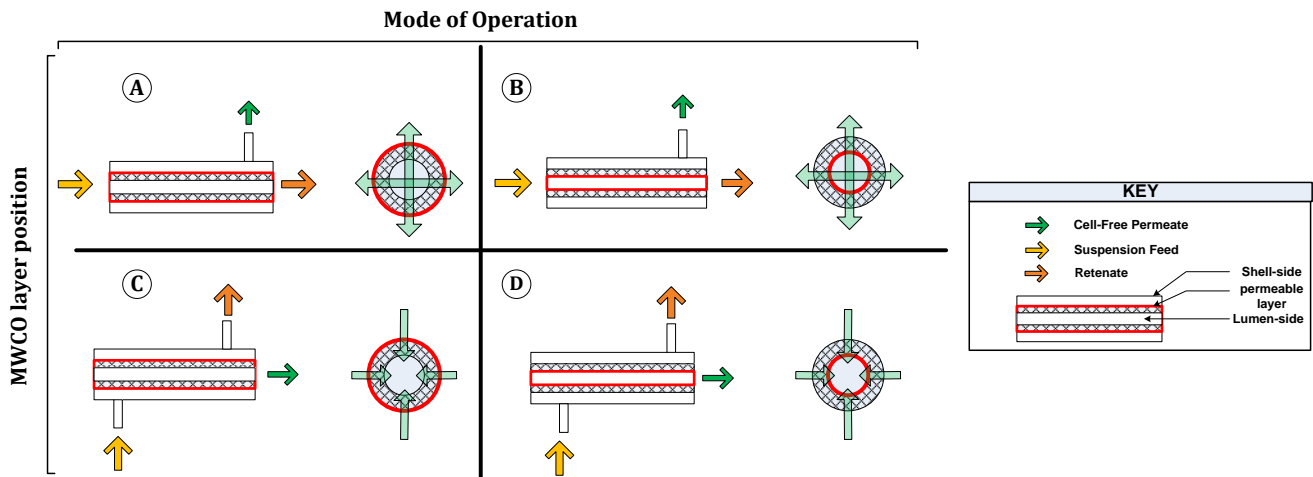 Mode of Operation
MWCO layer position
A
B
C
D
KEY
Cell-Free Permeate
Suspension Feed
Retenate
Shell-side
permeable
layer
Lumen-side